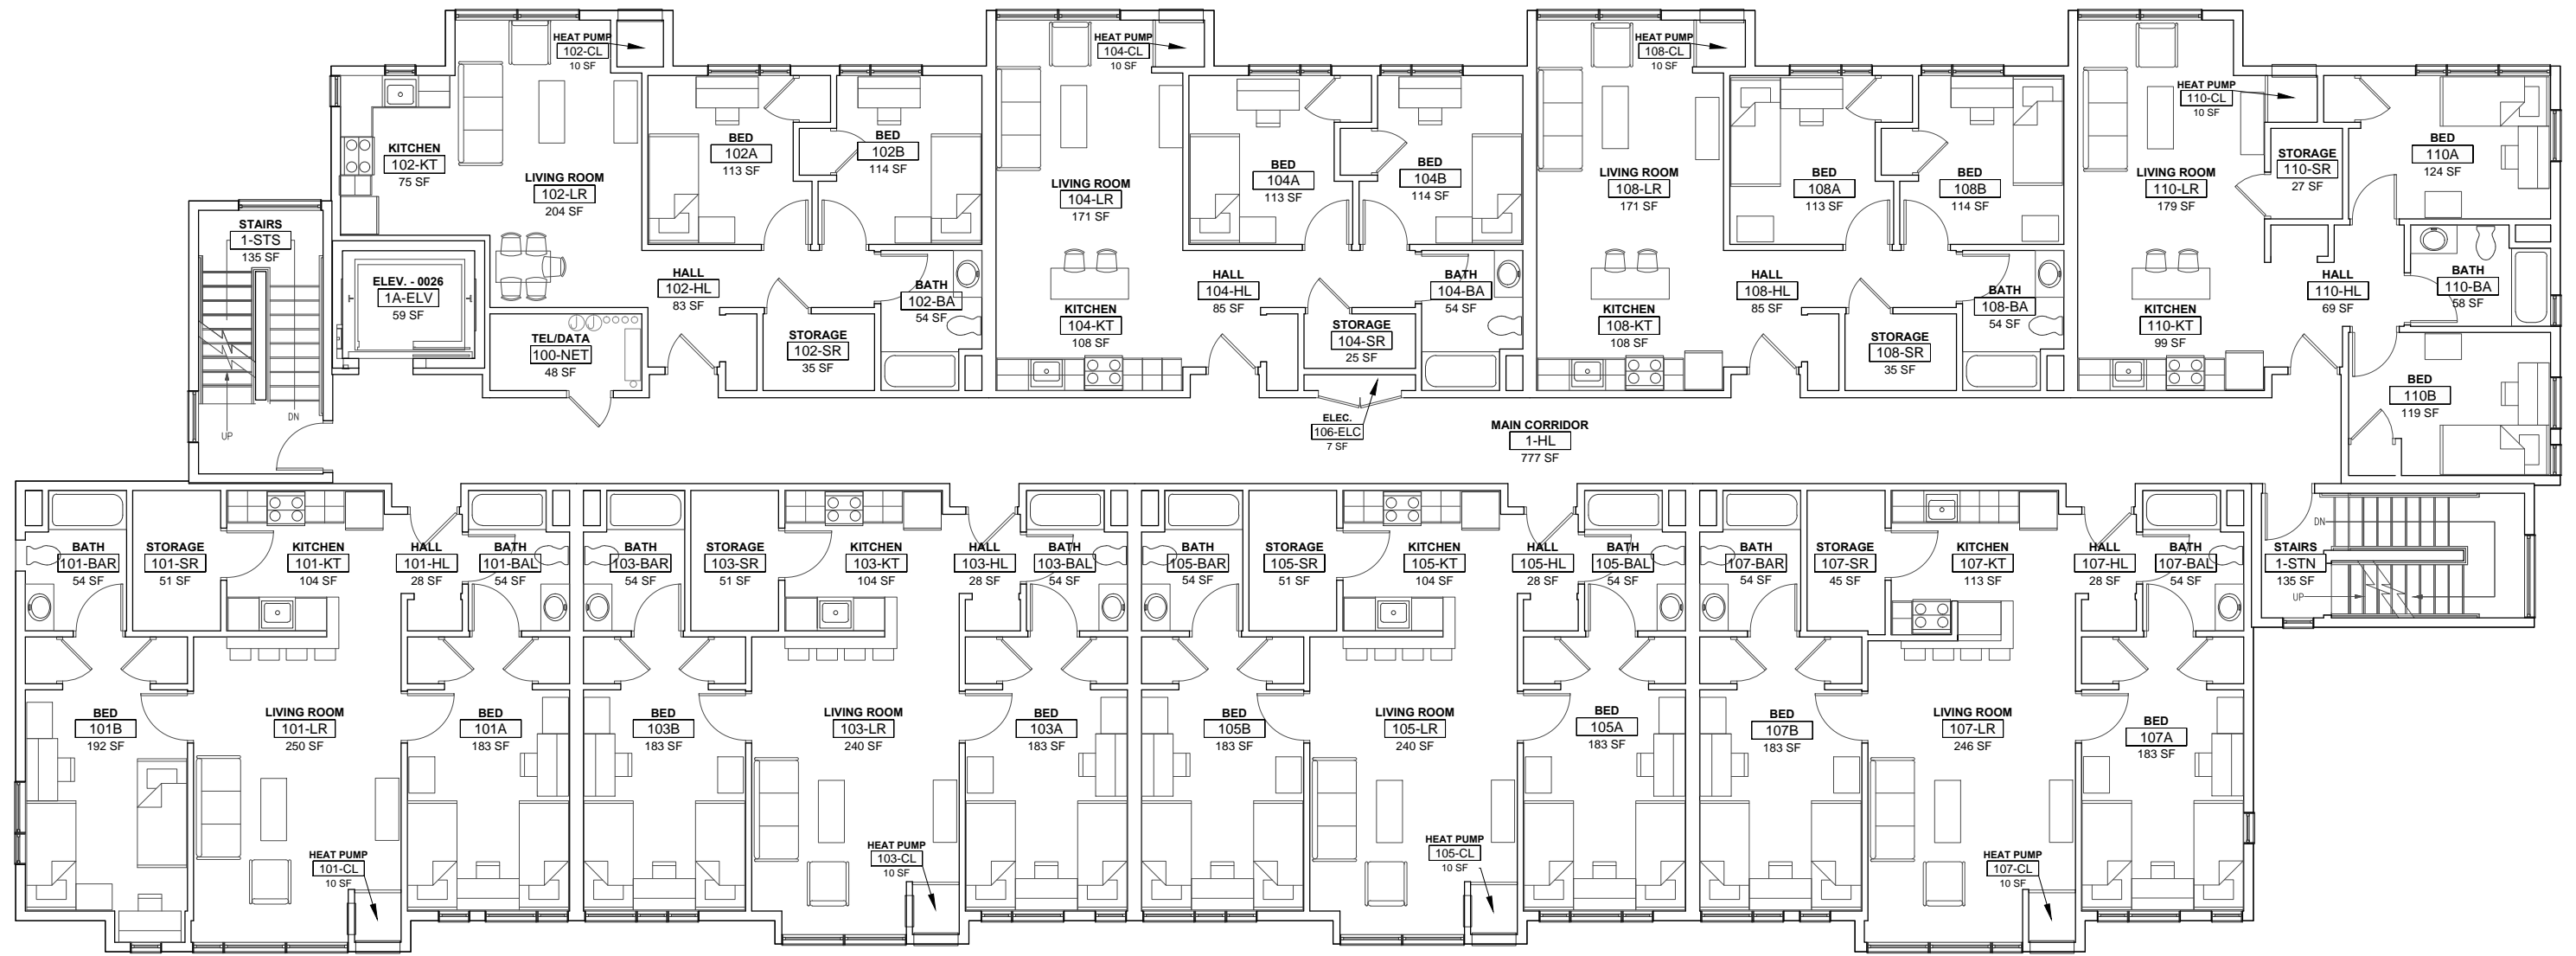 HEAT PUMP
102-CL
10 SF
HEAT PUMP
104-CL
10 SF
HEAT PUMP
108-CL
10 SF
HEAT PUMP
110-CL
10 SF
KITCHEN
102-KT
75 SF
LIVING ROOM
102-LR
204 SF
BED
102A
113 SF
BED
102B
114 SF
LIVING ROOM
104-LR
171 SF
BED
104A
113 SF
BED
104B
114 SF
LIVING ROOM
108-LR
171 SF
BED
108A
113 SF
BED
108B
114 SF
LIVING ROOM
110-LR
179 SF
STORAGE
110-SR
27 SF
BED
110A
124 SF
STAIRS
1-STS
135 SF
UP
DN
ELEV. - 0026
1A-ELV
59 SF
TEL/DATA
100-NET
48 SF
HALL
102-HL
83 SF
STORAGE
102-SR
35 SF
BATH
102-BA
54 SF
KITCHEN
104-KT
108 SF
HALL
104-HL
85 SF
STORAGE
104-SR
25 SF
BATH
104-BA
54 SF
KITCHEN
108-KT
108 SF
HALL
108-HL
85 SF
STORAGE
108-SR
35 SF
BATH
108-BA
54 SF
KITCHEN
110-KT
99 SF
HALL
110-HL
69 SF
BATH
110-BA
58 SF
BED
110B
119 SF
ELEC.
106-ELC
7 SF
MAIN CORRIDOR
1-HL
777 SF
BATH
101-BAR
54 SF
STORAGE
101-SR
51 SF
KITCHEN
101-KT
104 SF
HALL
101-HL
28 SF
BATH
101-BAL
54 SF
BATH
103-BAR
54 SF
STORAGE
103-SR
51 SF
KITCHEN
103-KT
104 SF
HALL
103-HL
28 SF
BATH
103-BAL
54 SF
BATH
105-BAR
54 SF
STORAGE
105-SR
51 SF
KITCHEN
105-KT
104 SF
HALL
105-HL
28 SF
BATH
105-BAL
54 SF
BATH
107-BAR
54 SF
STORAGE
107-SR
45 SF
KITCHEN
107-KT
113 SF
HALL
107-HL
28 SF
BATH
107-BAL
54 SF
STAIRS
1-STN
135 SF
DN
UP
BED
101B
192 SF
LIVING ROOM
101-LR
250 SF
BED
101A
183 SF
BED
103B
183 SF
LIVING ROOM
103-LR
240 SF
BED
103A
183 SF
BED
105B
183 SF
LIVING ROOM
105-LR
240 SF
BED
105A
183 SF
BED
107B
183 SF
LIVING ROOM
107-LR
246 SF
BED
107A
183 SF
HEAT PUMP
101-CL
10 SF
HEAT PUMP
103-CL
10 SF
HEAT PUMP
105-CL
10 SF
HEAT PUMP
107-CL
10 SF